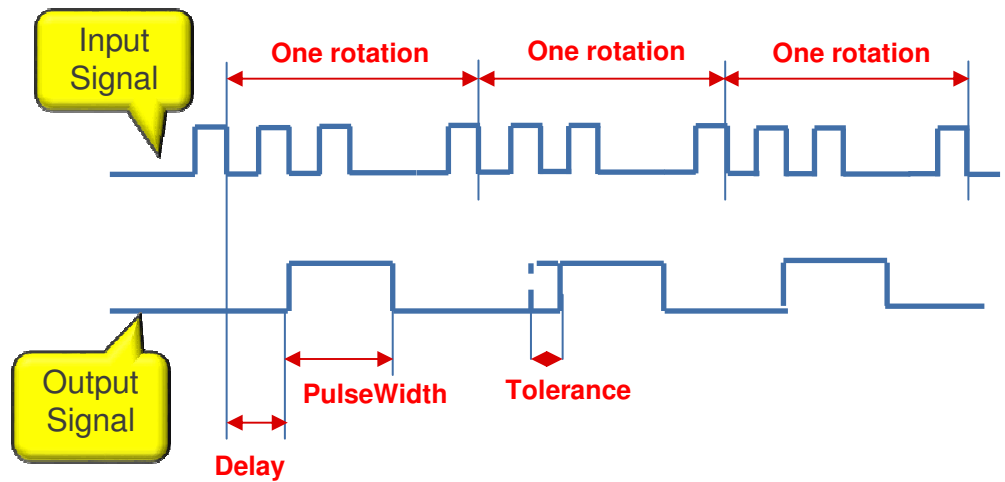 Input
Signal
One rotation
One rotation
One rotation
Output
Signal
PulseWidth
Tolerance
Delay